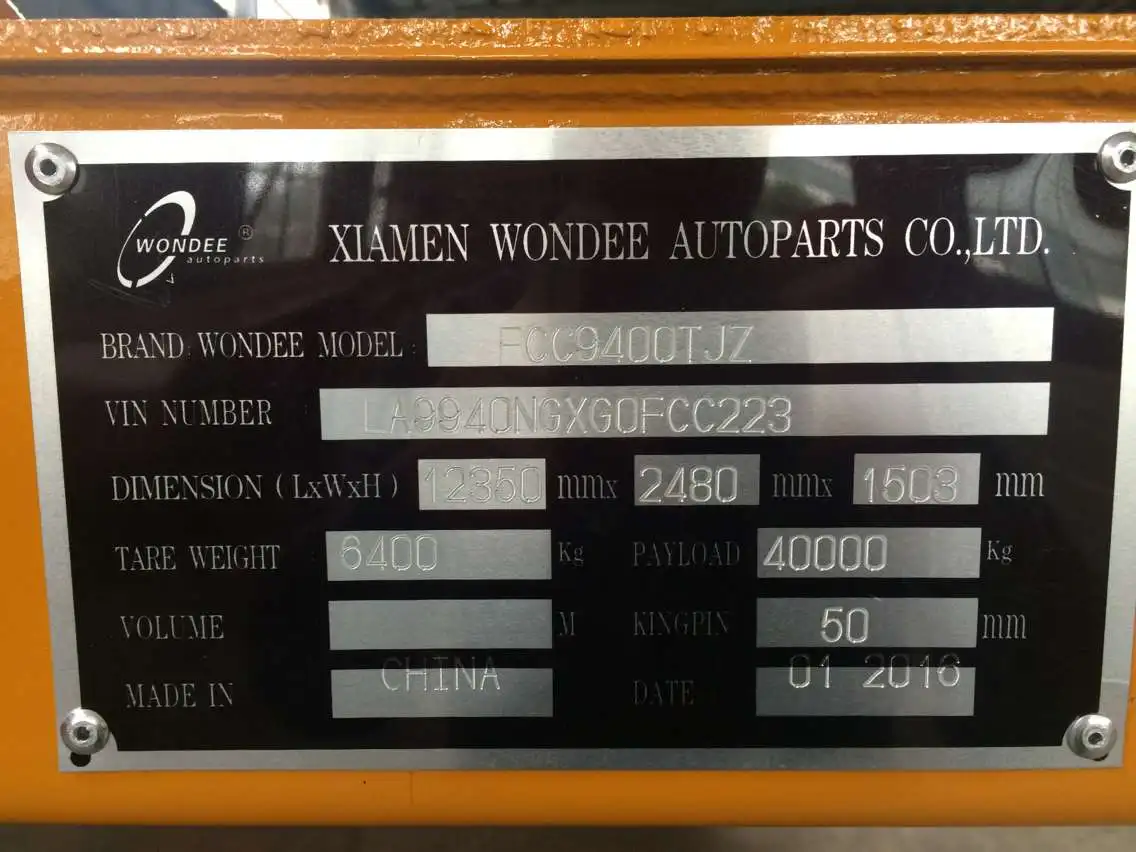 WONDEE ®
autoparts
XIAMEN WONDEE AUTOPARTS CO.,LTD.
BRAND: WONDEE MODEL: FCC9400TJZ
VIN NUMBER LA9940NGXG0FCC223
DIMENSION (LxWxH) 12350 mmx 2480 mmx 1503 mm
TARE WEIGHT 6400 Kg PAYLOAD 40000 Kg
VOLUME M KINGPIN 50 mm
MADE IN CHINA DATE 01 2016